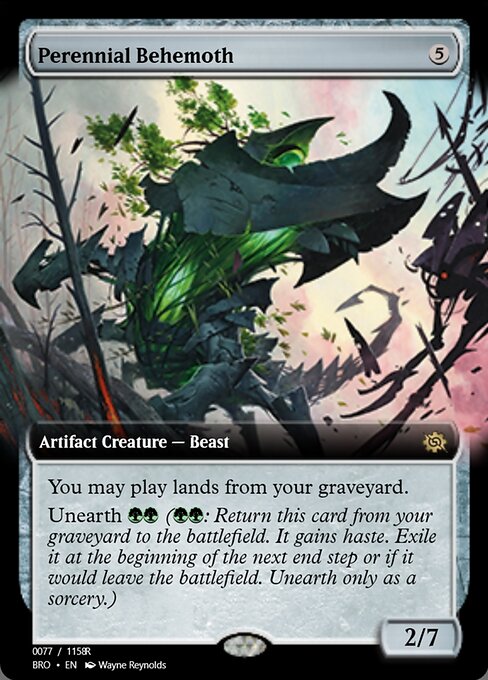 Perennial Behemoth 5
Artifact Creature — Beast
You may play lands from your graveyard.
Unearth (: Return this card from your
graveyard to the battlefield. It gains haste. Exile
it at the beginning of the next end step or if it
would leave the battlefield. Unearth only as a
sorcery.)
2/7
0077 / 1158R
BRO • EN Wayne Reynolds